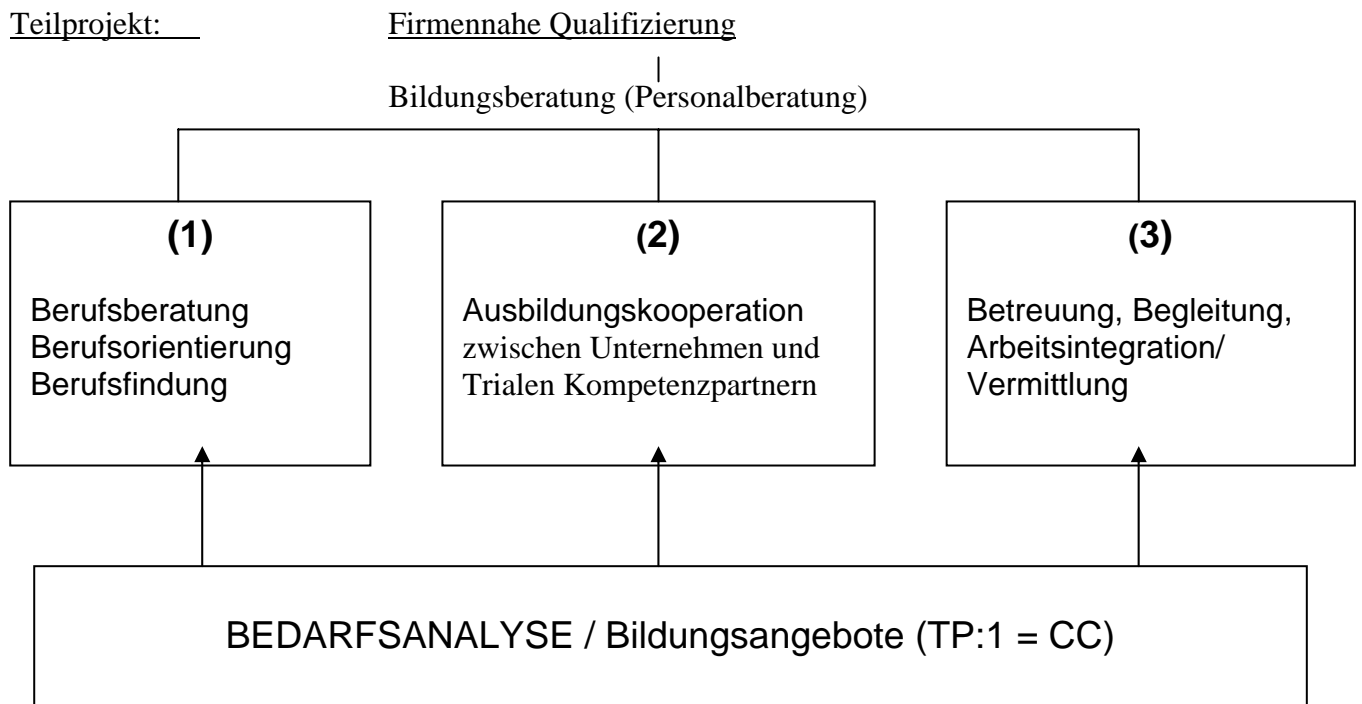 Teilprojekt: Firmennahe Qualifizierung
Bildungsberatung (Personalberatung)
(1)
Berufsberatung
Berufsorientierung
Berufsfindung
(2)
Ausbildungskooperation
zwischen Unternehmen und
Trialen Kompetenzpartnern
(3)
Betreuung, Begleitung,
Arbeitsintegration/
Vermittlung
BEDARFSANALYSE / Bildungsangebote (TP:1 = CC)